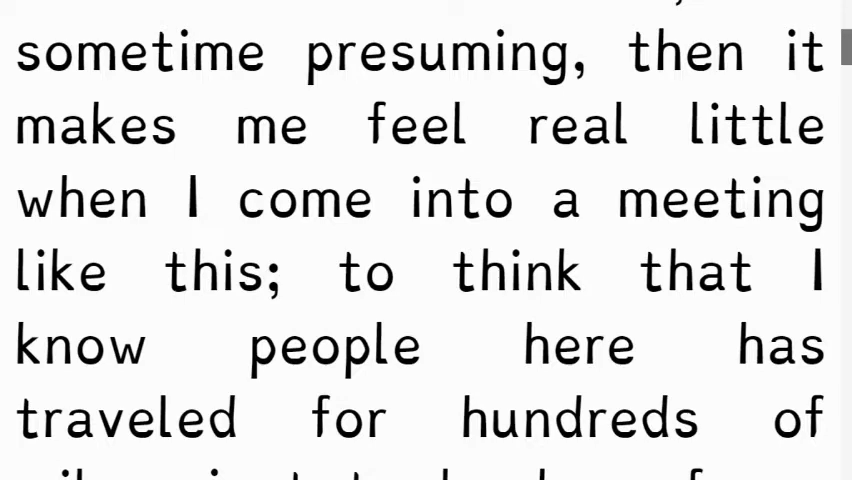 sometime presuming, then it
makes me feel real little
when I come into a meeting
like this; to think that I
know people here has
traveled for hundreds of